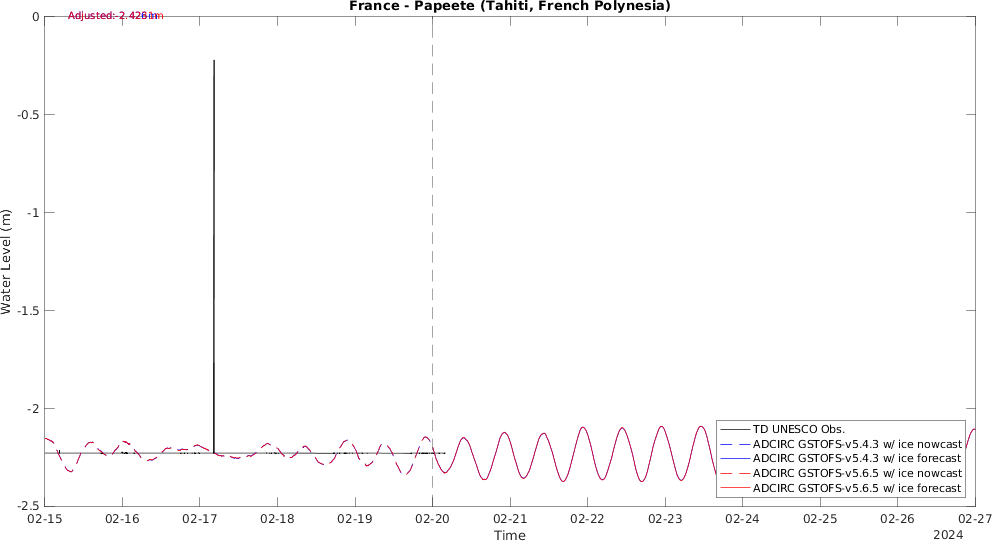 France - Papeete (Tahiti, French Polynesia)
Adjusted:-2.426
0
-0.5
-1
-1.5
-2
-2.5
Water Level (m)
TD UNESCO Obs.
ADCIRC GSTOFS-v5.4.3 w/ ice nowcast
ADCIRC GSTOFS-v5.4.3 w/ ice forecast
ADCIRC GSTOFS-v5.6.5 w/ ice nowcast
ADCIRC GSTOFS-v5.6.5 w/ ice forecast
02-15 02-16 02-17 02-18 02-19 02-20 02-21 02-22 02-23 02-24 02-25 02-26 02-27
Time
2024